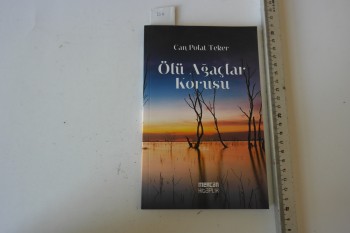 Can Polat Teker
Ölü Ağaçlar
Korusu